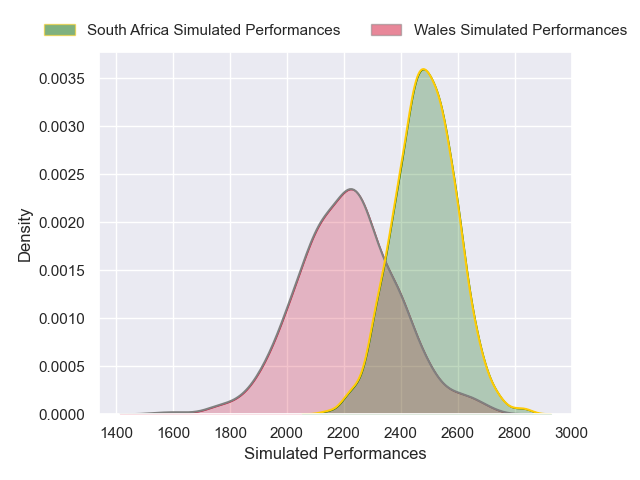 South Africa Simulated Performances
Wales Simulated Performances
0.0035
0.0030
0.0025
0.0020
0.0015
0.0010
0.0005
0.0000
Density
1400 1600 1800 2000 2200 2400 2600 2800 3000
Simulated Performances